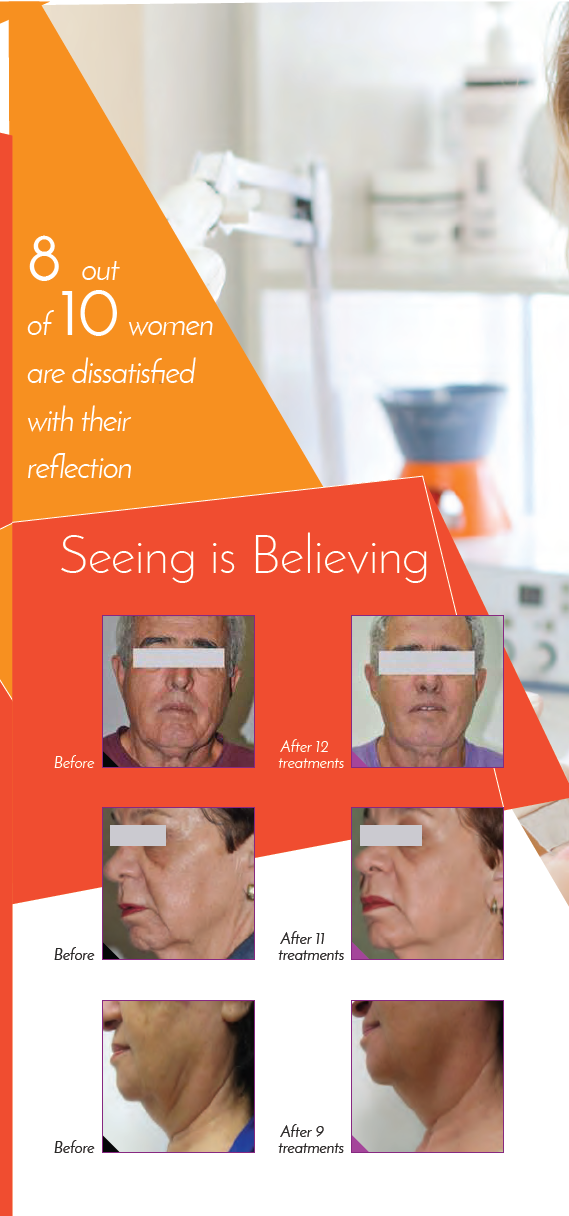 8 out
of 10 women
are dissatisfied
with their
reflection
Seeing is Believing
Before
After 12
treatments
Before
After 11
treatments
Before
After 9
treatments